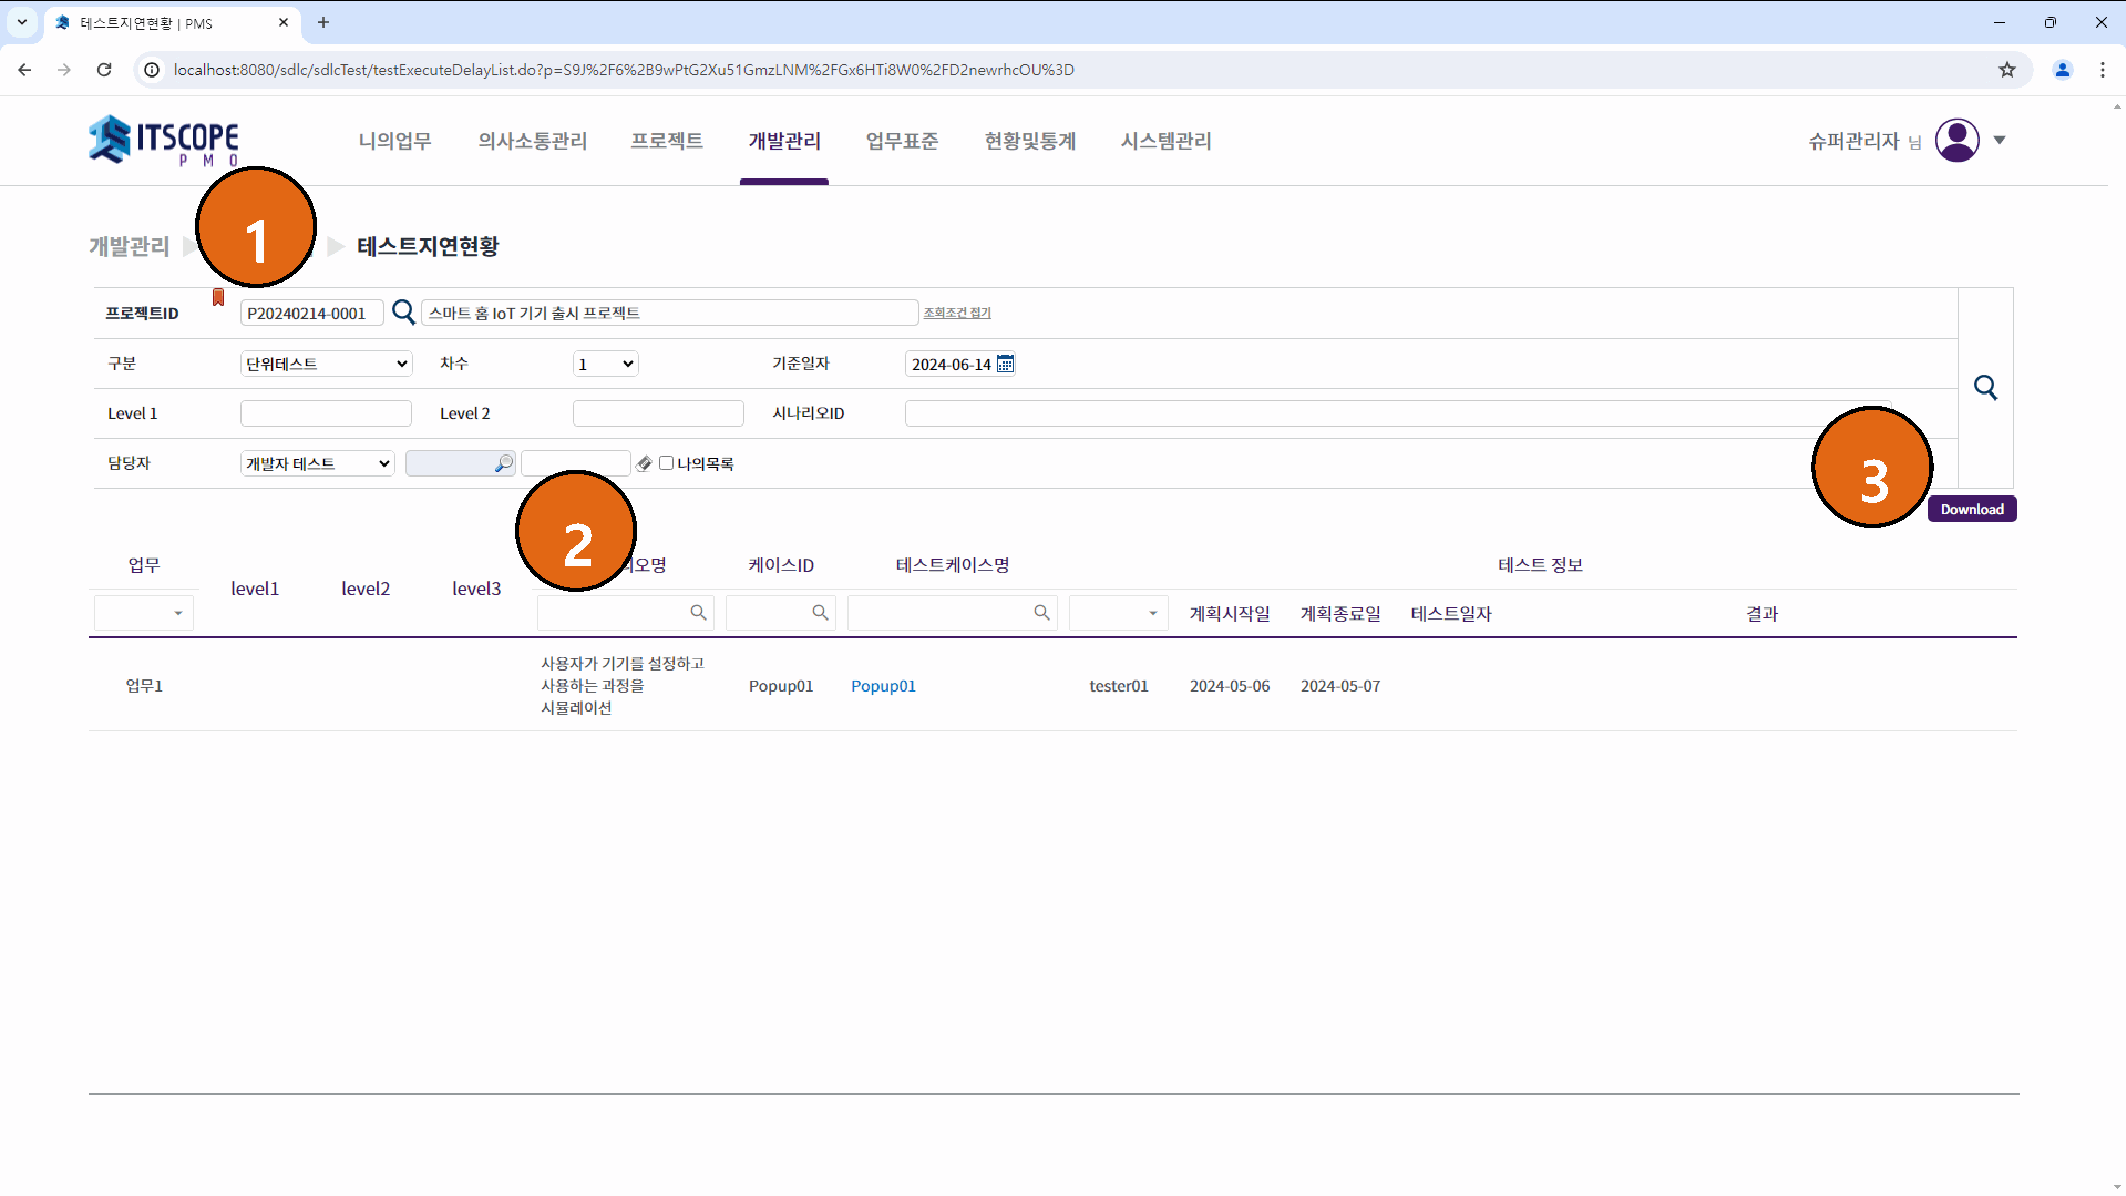 테스트지연현황 | PMS
localhost:8080/sdlc/sdlcTest/testExecuteDelayList.do?p=S9J%2F6%2B9wPtG2Xu51GmzLNM%2FGx6HTi8W0%2FD2newrhcOU%3D
ITSCOPE
PMO
니의업무 의사소통관리 프로젝트 개발관리 업무표준 현황및통계 시스템관리 슈퍼관리자 님
1
개발관리 테스트지연현황
프로젝트ID P20240214-0001 스마트 홈 IoT 기기 출시 프로젝트 조회조건 접기
구분 단위테스트 차수 1 기준일자 2024-06-14
Level 1 Level 2 시나리오ID
담당자 개발자 테스트 나의목록
3
Download
2
업무 level1 level2 level3 리오명 케이스ID 테스트케이스명 테스트 정보
계획시작일 계획종료일 테스트일자 결과
업무1 사용자가 기기를 설정하고 사용하는 과정을 시뮬레이션 Popup01 Popup01 tester01 2024-05-06 2024-05-07